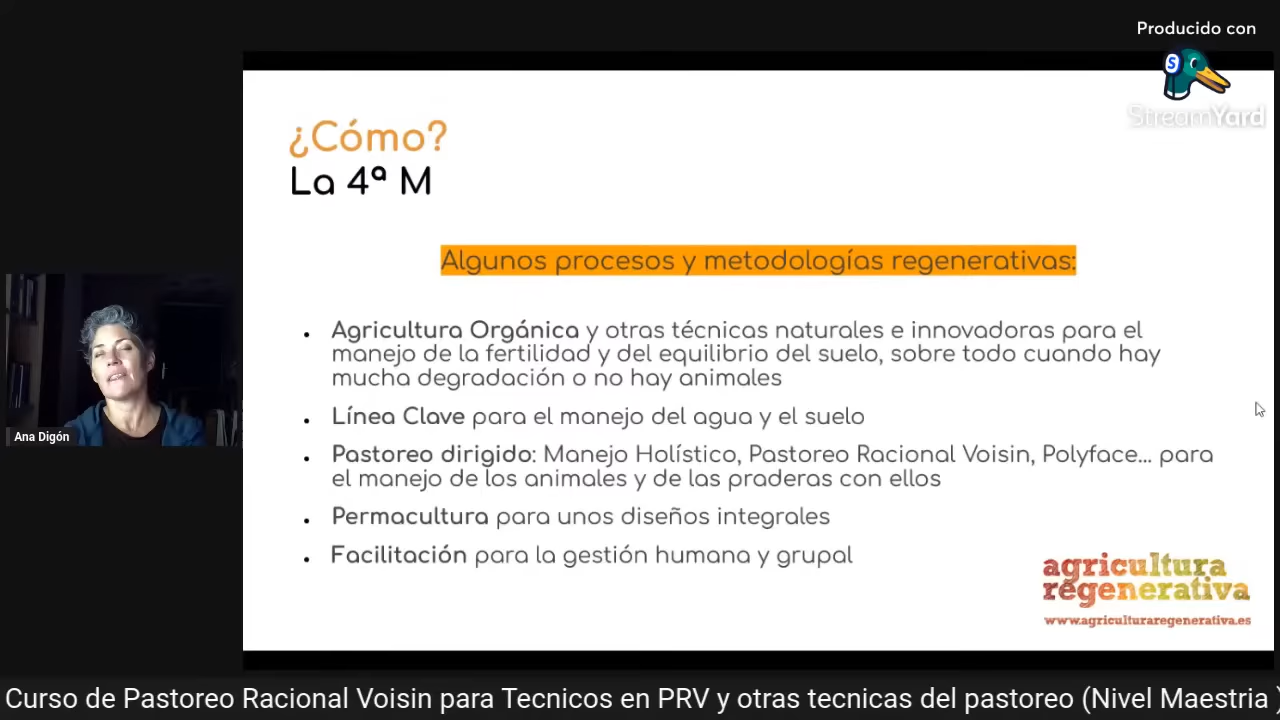 Producido con
S
StreamYard
¿Cómo?
La 4ª M
Algunos procesos y metodologías regenerativas:
• Agricultura Orgánica y otras técnicas naturales e innovadoras para el
manejo de la fertilidad y del equilibrio del suelo, sobre todo cuando hay
mucha degradación o no hay animales
• Línea Clave para el manejo del agua y el suelo
• Pastoreo dirigido: Manejo Holístico, Pastoreo Racional Voisin, Polyface... para
el manejo de los animales y de las praderas con ellos
• Permacultura para unos diseños integrales
• Facilitación para la gestión humana y grupal
Ana Digón
agricultura
regenerativa
www.agriculturaregenerativa.es
Curso de Pastoreo Racional Voisin para Tecnicos en PRV y otras tecnicas del pastoreo (Nivel Maestria )